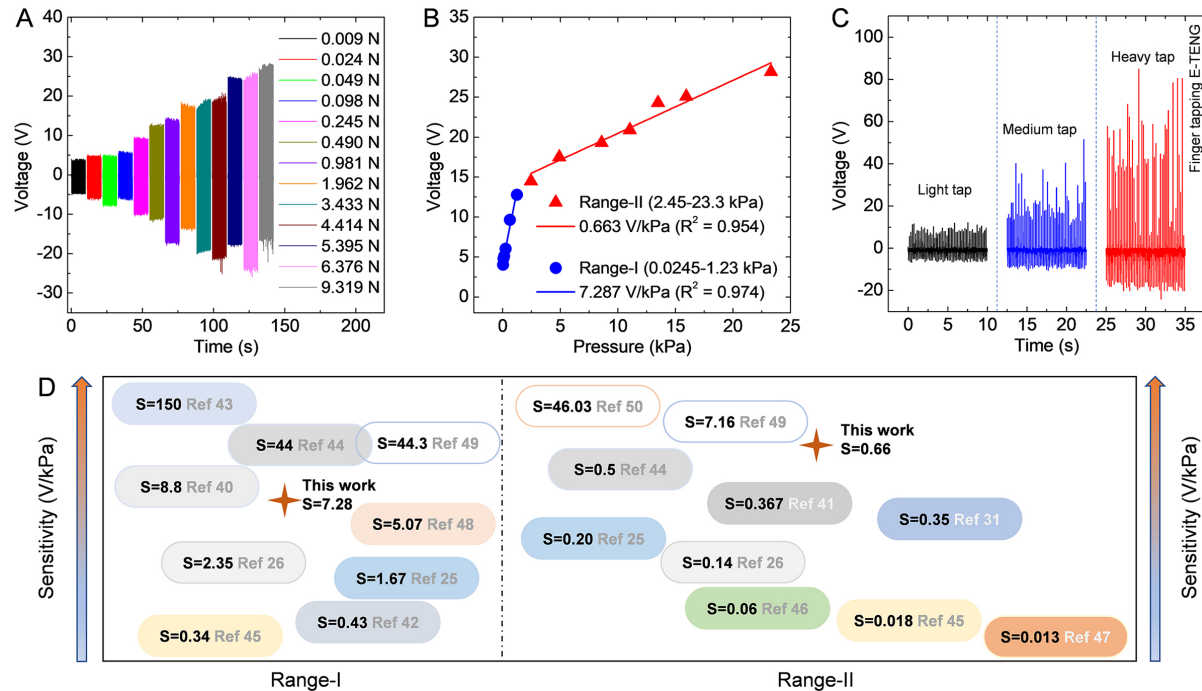 A
Voltage (V)
40
30
20
10
0
-10
-20
-30
0
50
100
150
200
Time (s)
0.009 N
0.024 N
0.049 N
0.098 N
0.245 N
0.490 N
0.981 N
1.962 N
3.433 N
4.414 N
5.395 N
6.376 N
9.319 N
B
Voltage (V)
35
30
25
20
15
10
5
0
Range-II (2.45-23.3 kPa)
0.663 V/kPa (R² = 0.954)
Range-I (0.0245-1.23 kPa)
7.287 V/kPa (R² = 0.974)
0
5
10
15
20
25
Pressure (kPa)
C
Voltage (V)
100
80
60
40
20
0
-20
Light tap
Medium tap
Heavy tap
Finger tapping E-TENG
0
5
10
15
20
25
30
35
Time (s)
D
Sensitivity (V/kPa)
S=150 Ref 43
S=44 Ref 44
S=44.3 Ref 49
S=8.8 Ref 40
This work
S=7.28
S=5.07 Ref 48
S=2.35 Ref 26
S=1.67 Ref 25
S=0.43 Ref 42
S=0.34 Ref 45
Range-I
S=46.03 Ref 50
S=7.16 Ref 49
This work
S=0.66
S=0.5 Ref 44
S=0.367 Ref 41
S=0.35 Ref 31
S=0.20 Ref 25
S=0.14 Ref 26
S=0.06 Ref 46
S=0.018 Ref 45
S=0.013 Ref 47
Range-II
Sensitivity (V/kPa)